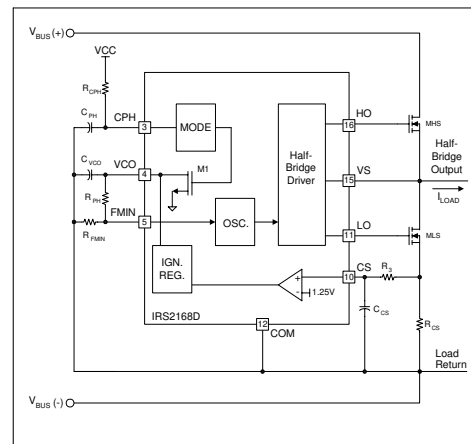 V_BUS (+)
VCC
R_CPH
C_PH
CPH
3
MODE
16
HO
MHS
Half-
Bridge
Output
C_VCO
VCO
4
M1
Half-
Bridge
Driver
15
VS
I_LOAD
R_PH
FMIN
5
OSC.
11
LO
MLS
R_FMIN
IGN.
REG.
+
-
1.25V
10
CS
R_3
C_CS
R_CS
IRS2168D
12
COM
Load
Return
V_BUS (-)